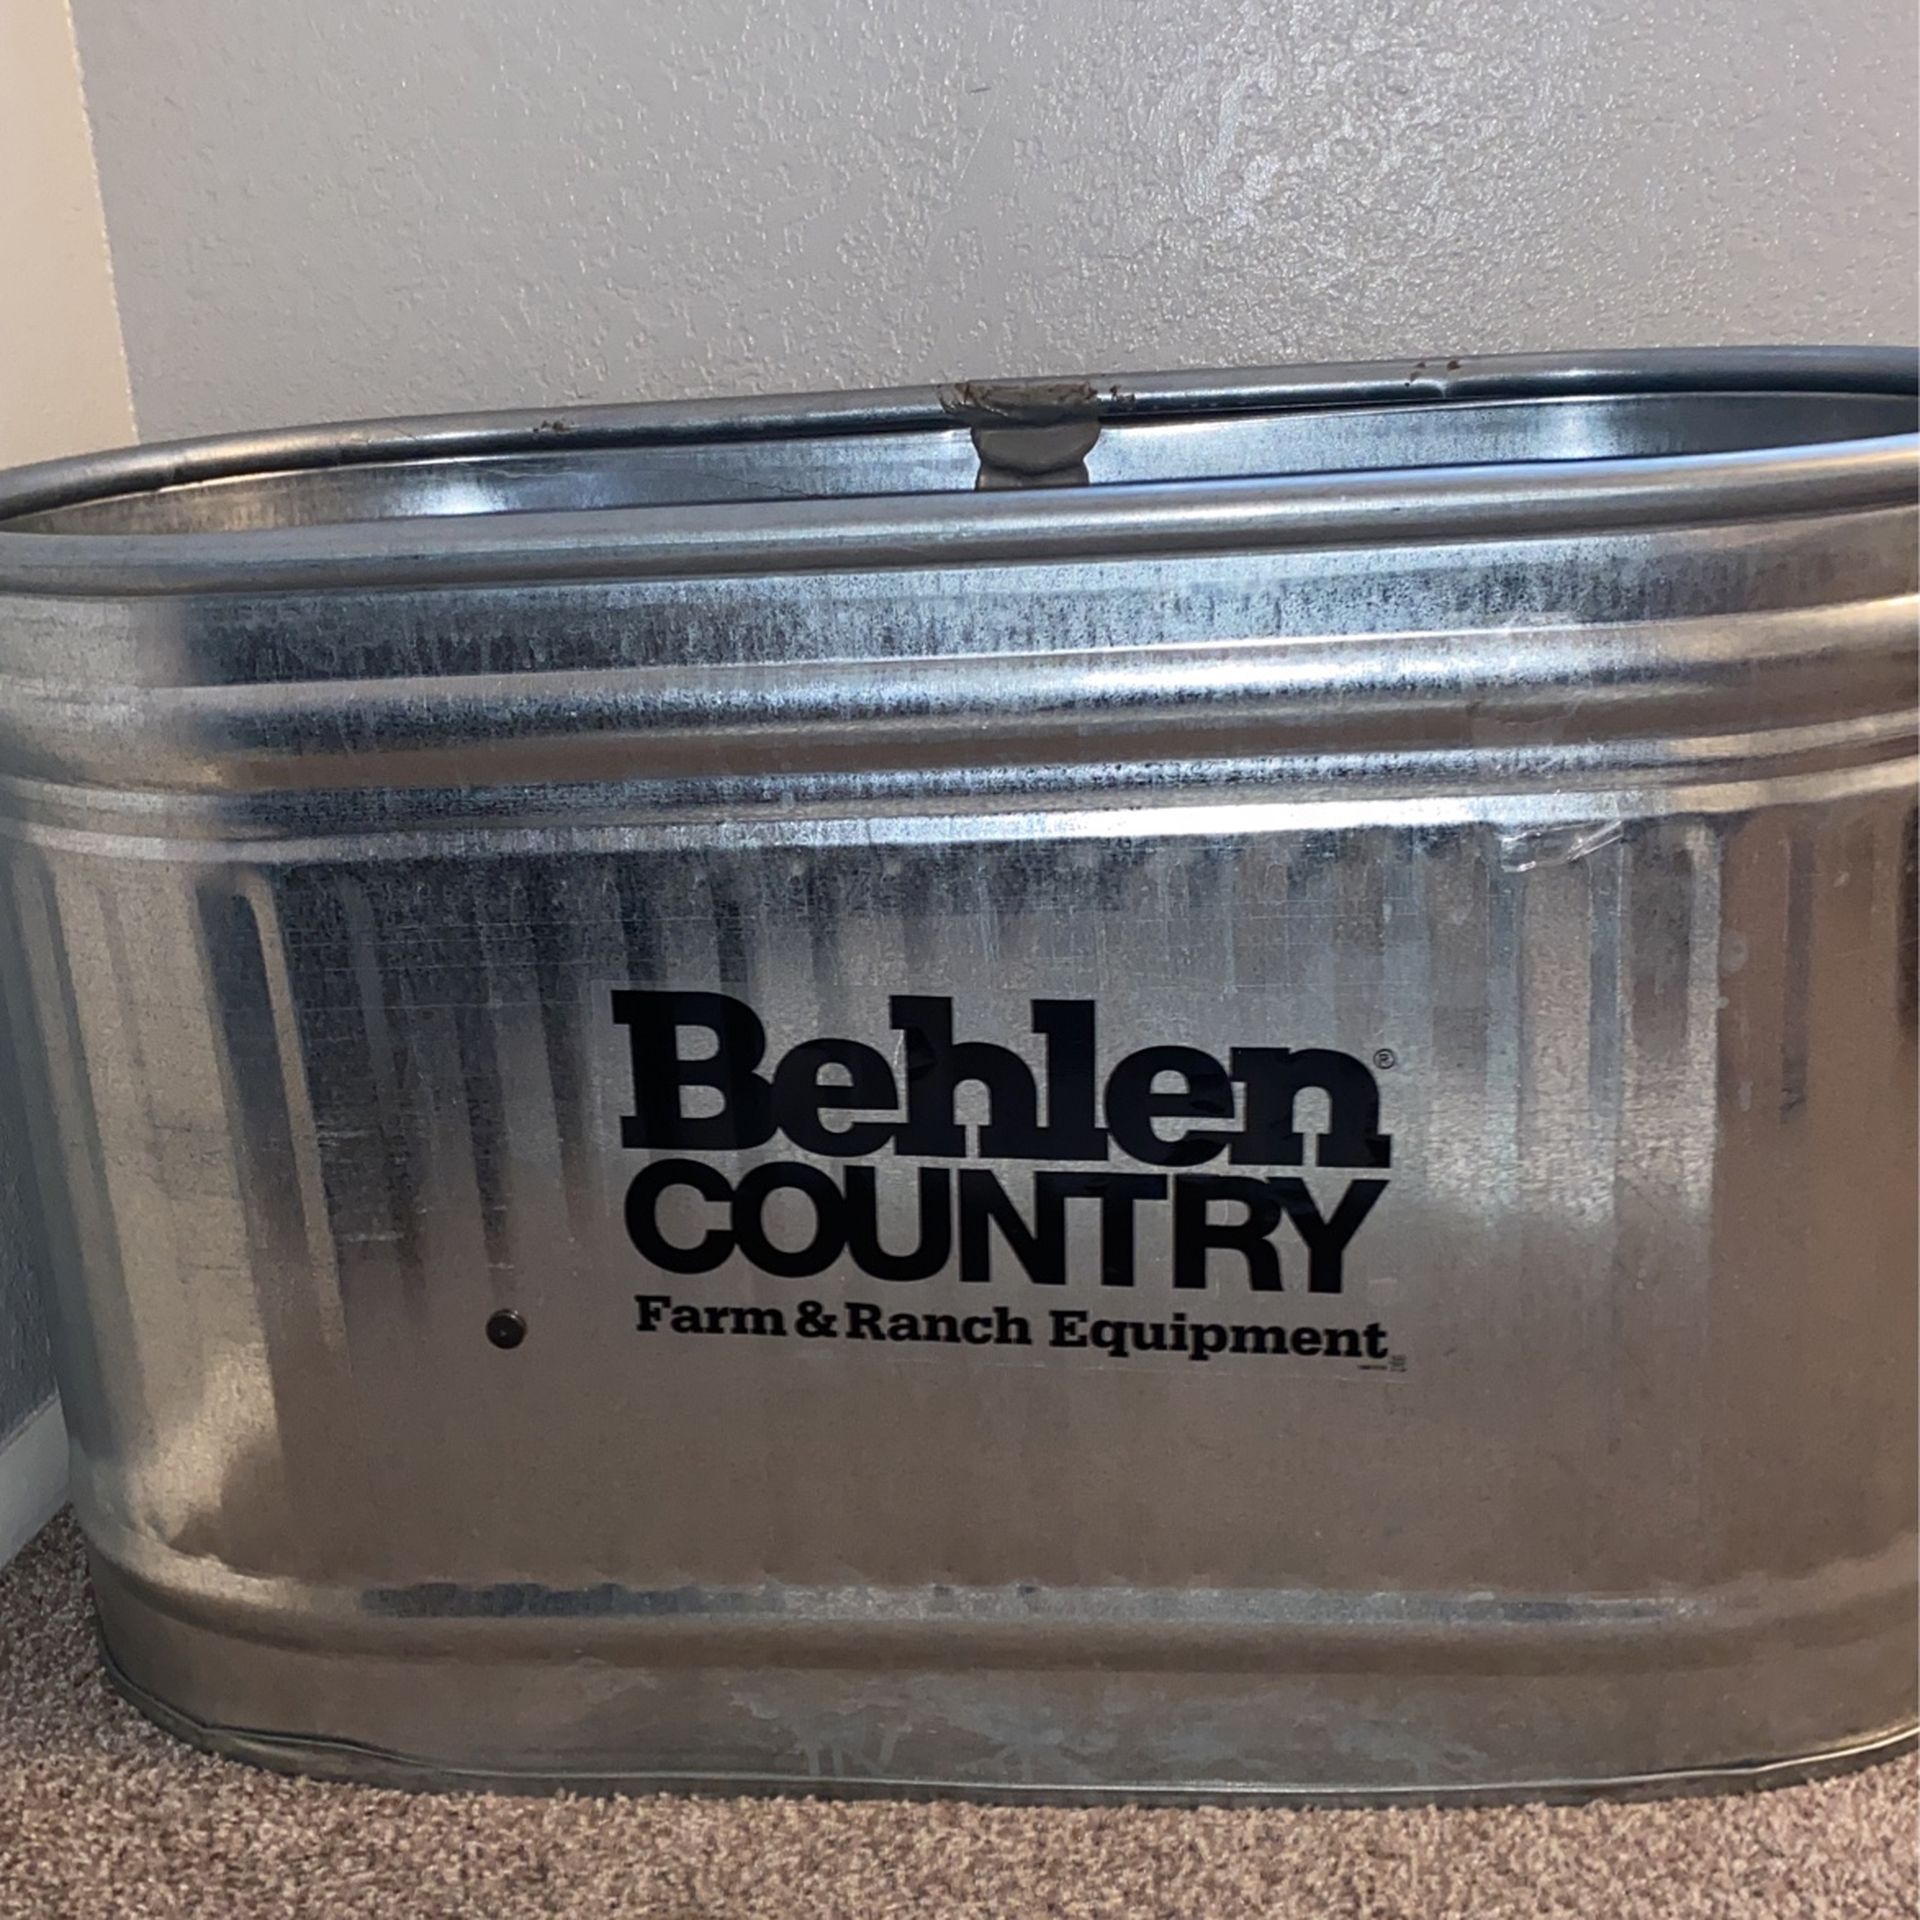 Behlen®
COUNTRY
Farm & Ranch Equipment